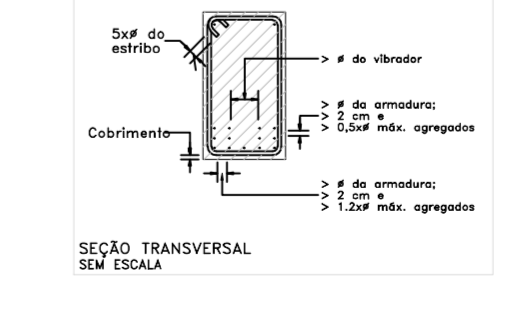 5xø do
estribo
> ø do vibrador
> ø da armadura;
> 2 cm e
> 0,5xø máx. agregados
Cobrimento
> ø da armadura;
> 2 cm e
> 1.2xø máx. agregados
SEÇÃO TRANSVERSAL
SEM ESCALA